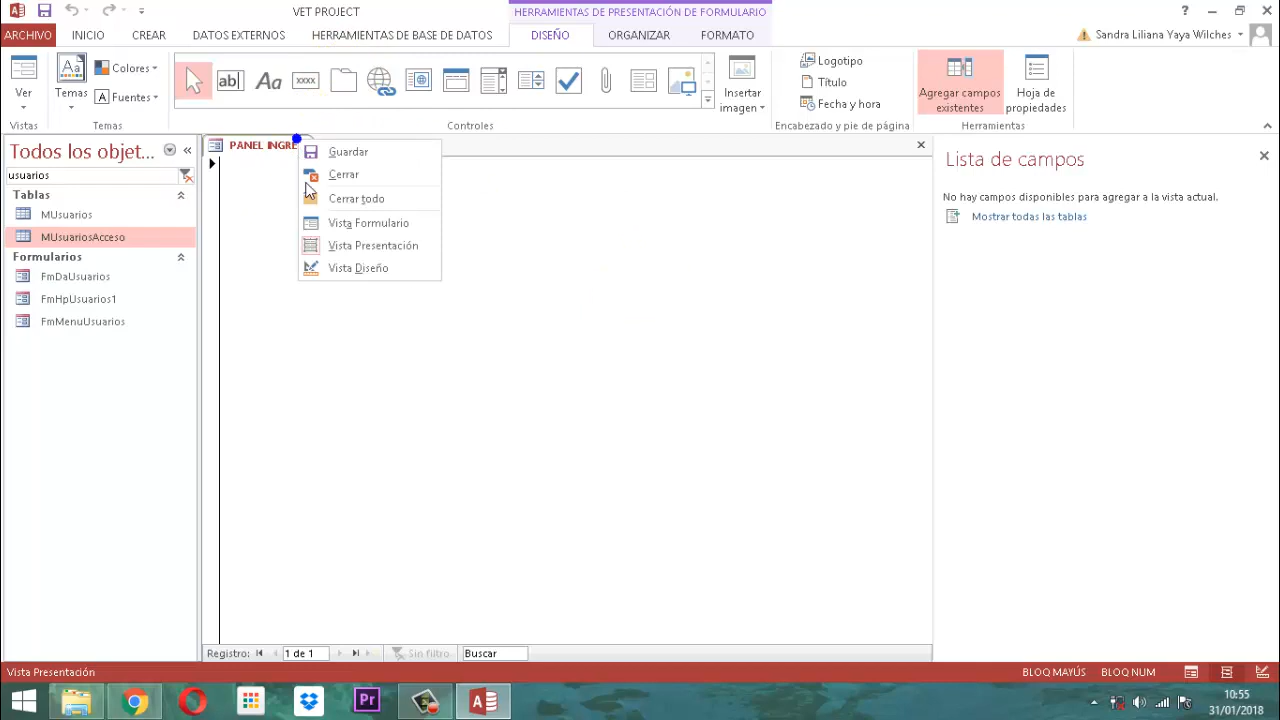 VET PROJECT
HERRAMIENTAS DE PRESENTACIÓN DE FORMULARIO
?
ARCHIVO INICIO CREAR DATOS EXTERNOS HERRAMIENTAS DE BASE DE DATOS DISEÑO ORGANIZAR FORMATO
Sandra Liliana Yaya Wilches
Ver
Temas
Colores
Fuentes
ab|
Aa
xxxx
Insertar
imagen
Logotipo
Título
Fecha y hora
Agregar campos
existentes
Hoja de
propiedades
Vistas Temas Controles Encabezado y pie de página Herramientas
Todos los objet...
usuarios
Tablas
MUsuarios
MUsuariosAcceso
Formularios
FmDaUsuarios
FmHpUsuarios1
FmMenuUsuarios
PANEL INGRE
Guardar
Cerrar
Cerrar todo
Vista Formulario
Vista Presentación
Vista Diseño
Lista de campos
No hay campos disponibles para agregar a la vista actual.
Mostrar todas las tablas
Registro: 1 de 1 Sin filtro Buscar
Vista Presentación BLOQ MAYÚS BLOQ NUM
Pr
10:55
31/01/2018